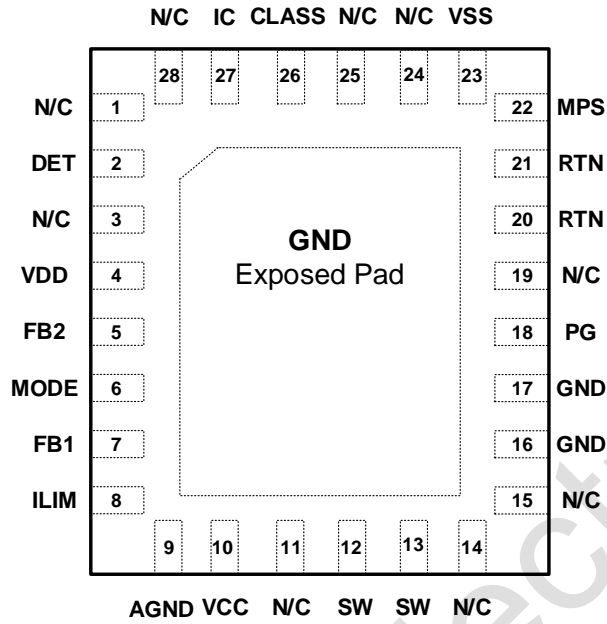 N/C IC CLASS N/C N/C VSS
28 27 26 25 24 23
N/C 1 22 MPS
DET 2 21 RTN
N/C 3 20 RTN
GND
VDD 4 Exposed Pad 19 N/C
FB2 5 18 PG
MODE 6 17 GND
FB1 7 16 GND
ILIM 8 15 N/C
9 10 11 12 13 14
AGND VCC N/C SW SW N/C